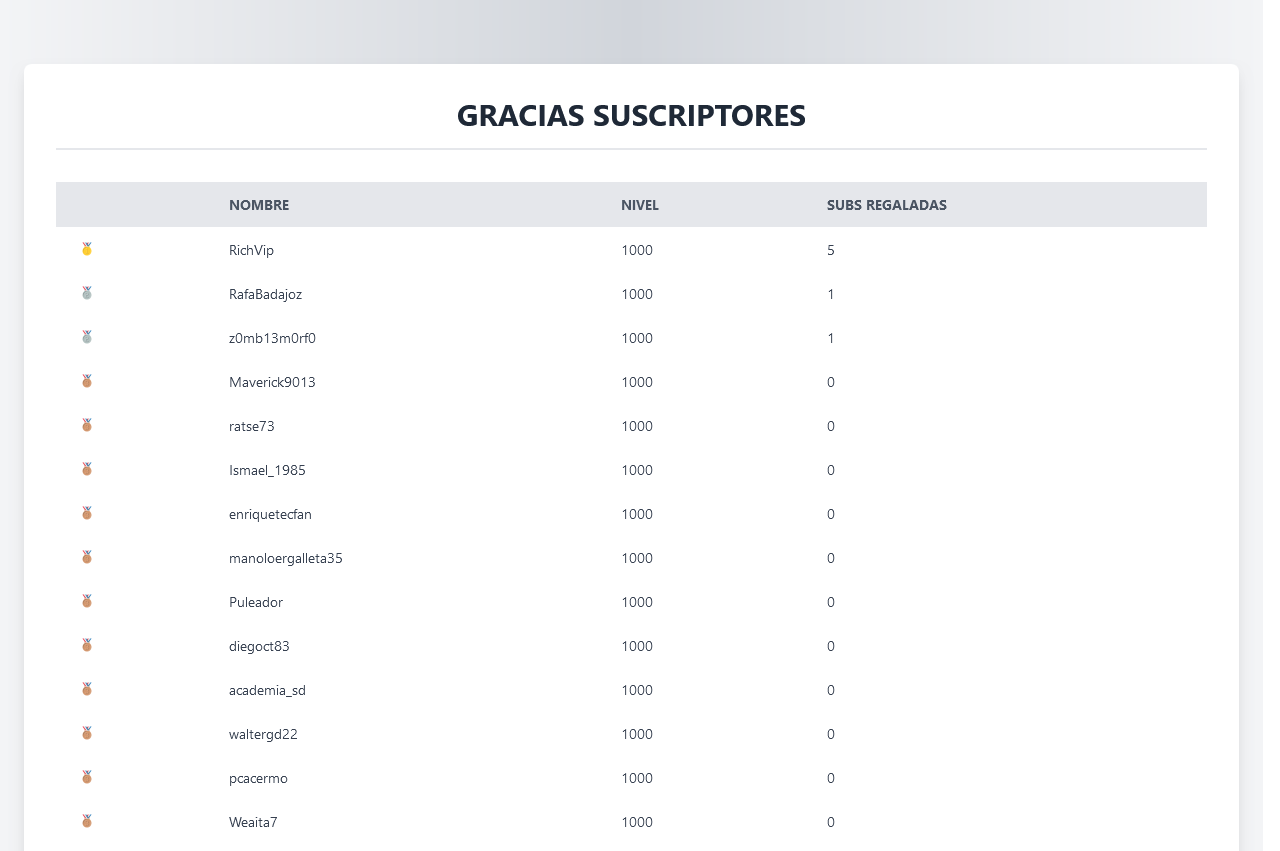 GRACIAS SUSCRIPTORES
NOMBRE NIVEL SUBS REGALADAS
RichVip 1000 5
RafaBadajoz 1000 1
z0mb13m0rf0 1000 1
Maverick9013 1000 0
ratse73 1000 0
Ismael_1985 1000 0
enriquetecfan 1000 0
manoloergalleta35 1000 0
Puleador 1000 0
diegoct83 1000 0
academia_sd 1000 0
waltergd22 1000 0
pcacermo 1000 0
Weaita7 1000 0